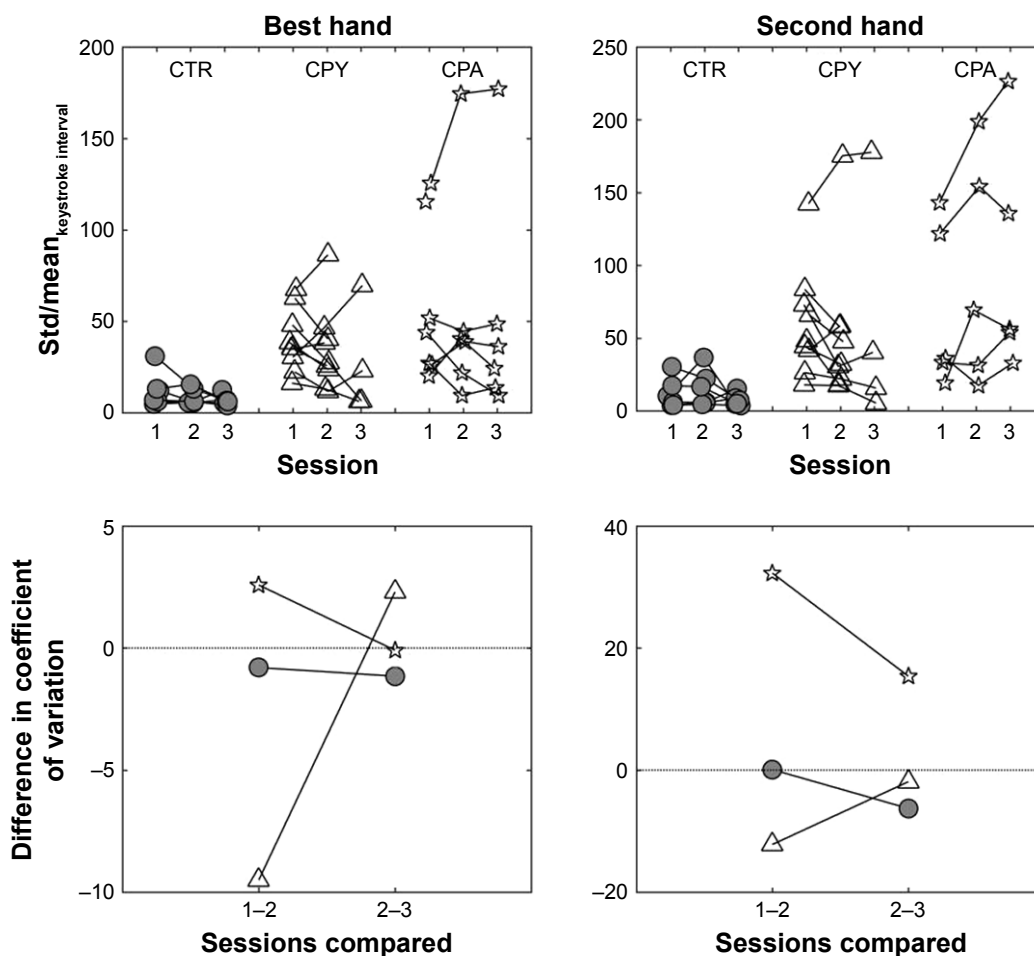 Best hand
Second hand
200
150
100
50
0
CTR
CPY
CPA
1 2 3 1 2 3 1 2 3
Session
Std/mean keystroke interval
250
200
150
100
50
0
CTR
CPY
CPA
1 2 3 1 2 3 1 2 3
Session
5
0
–5
–10
1–2
2–3
Sessions compared
Difference in coefficient
of variation
40
20
0
–20
1–2
2–3
Sessions compared